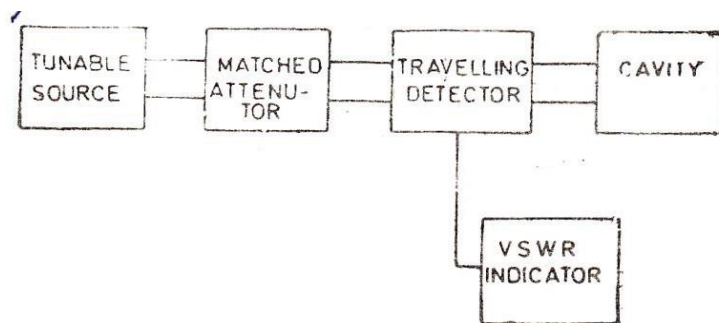 TUNABLE
SOURCE
MATCHED
ATTENU-
TOR
TRAVELLING
DETECTOR
CAVITY
VSWR
INDICATOR